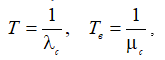 T = 1/λ_c, T_в = 1/μ_c,